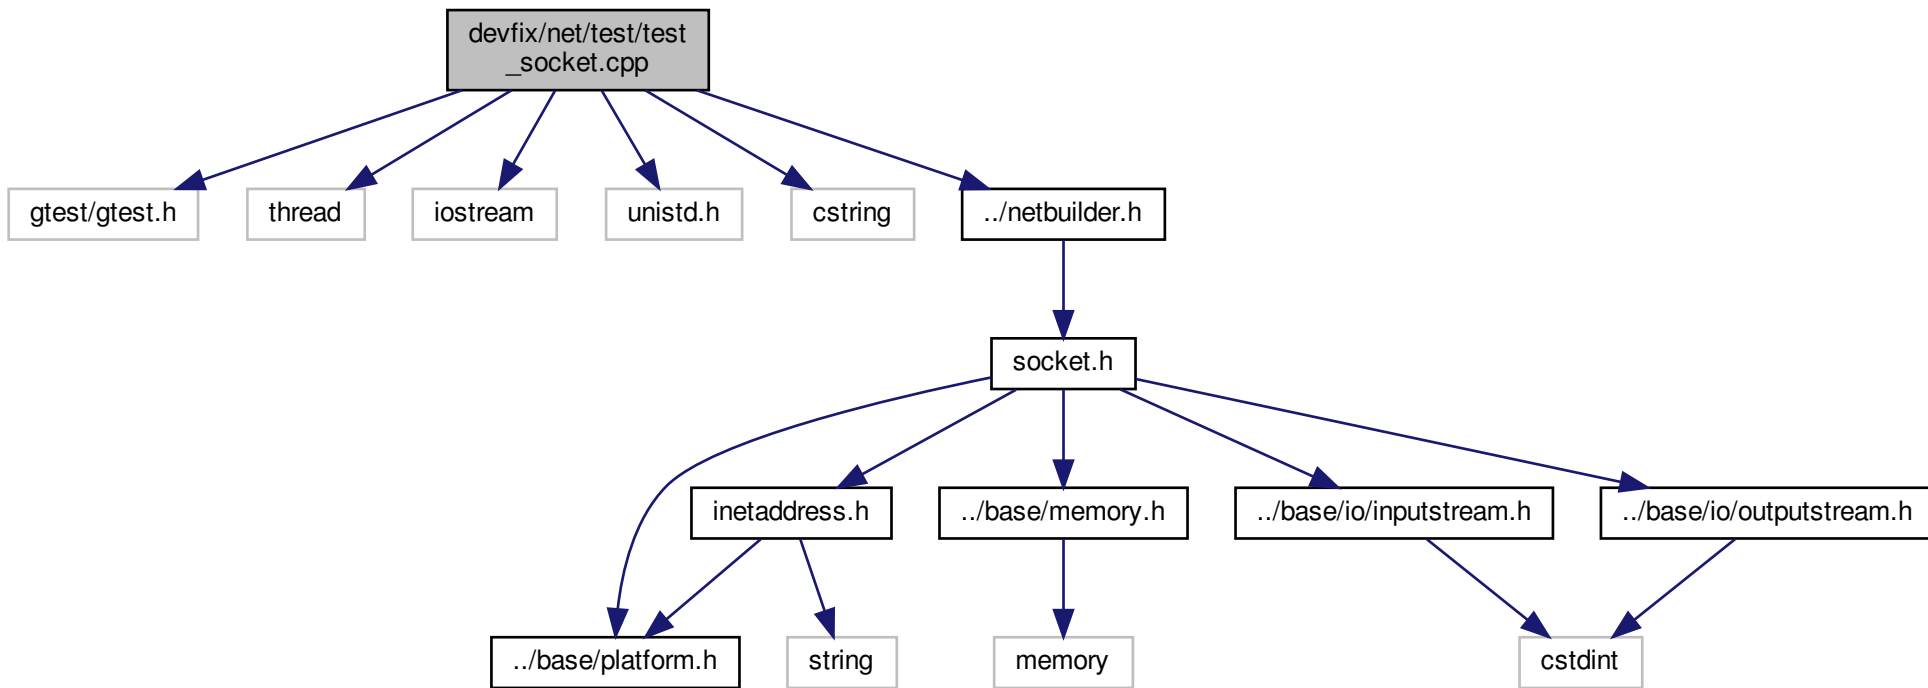 devfix/net/test/test
_socket.cpp
gtest/gtest.h
thread
iostream
unistd.h
cstring
../netbuilder.h
socket.h
inetaddress.h
../base/memory.h
../base/io/inputstream.h
../base/io/outputstream.h
../base/platform.h
string
memory
cstdint